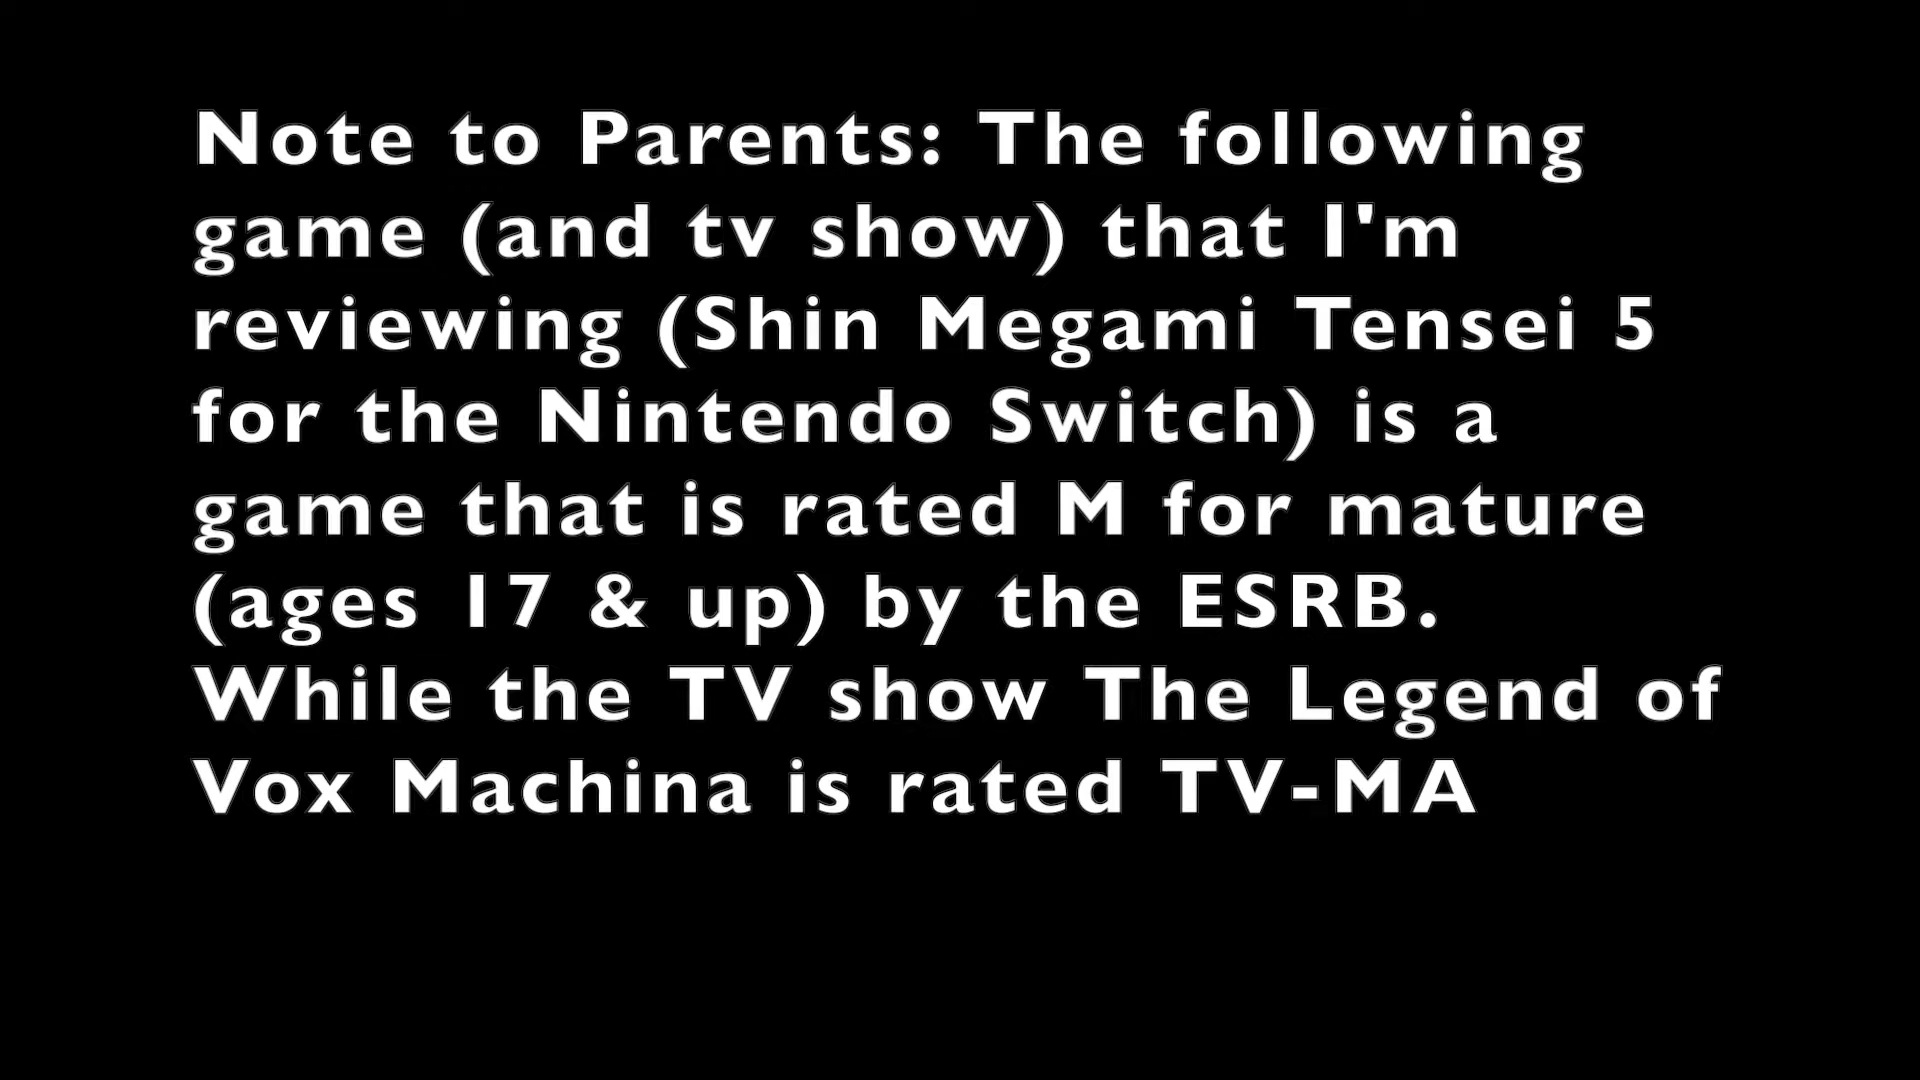 Note to Parents: The following
game (and tv show) that I'm
reviewing (Shin Megami Tensei 5
for the Nintendo Switch) is a
game that is rated M for mature
(ages 17 & up) by the ESRB.
While the TV show The Legend of
Vox Machina is rated TV-MA